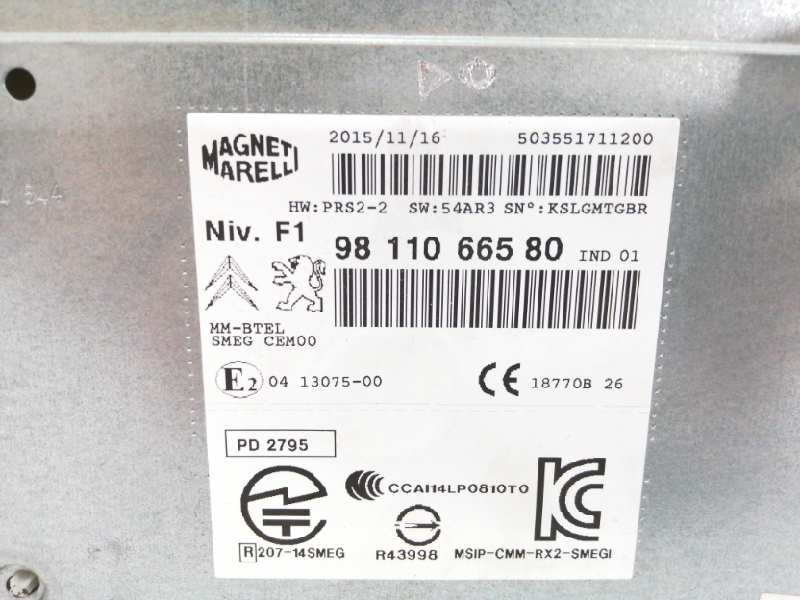 MAGNETI MARELLI
2015/11/16 503551711200
HW:PRS2-2 SW:54AR3 SN°:KSLGMTGBR
Niv. F1 98 110 665 80 IND 01
MM-BTEL
SMEG CEM00
E2 04 13075-00 CE 18770B 26
PD 2795
CCAI14LP0810T0
R 207-14SMEG R43998 MSIP-CMM-RX2-SMEGI